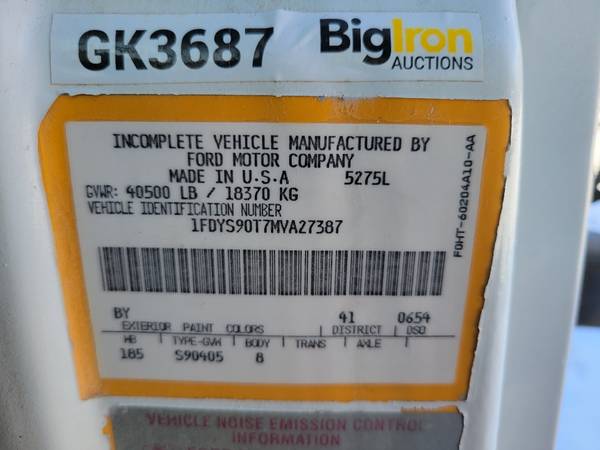 GK3687
BigIron
AUCTIONS
INCOMPLETE VEHICLE MANUFACTURED BY
FORD MOTOR COMPANY
MADE IN U.S.A 5275L
GVWR: 40500 LB / 18370 KG
VEHICLE IDENTIFICATION NUMBER
1FDYS90T7MVA27387
F0HT-60204A10-AA
BY 41 0654
EXTERIOR PAINT COLORS DISTRICT DSO
WB TYPE-GVW BODY TRANS AXLE
185 S90405 8
VEHICLE NOISE EMISSION CONTROL
INFORMATION